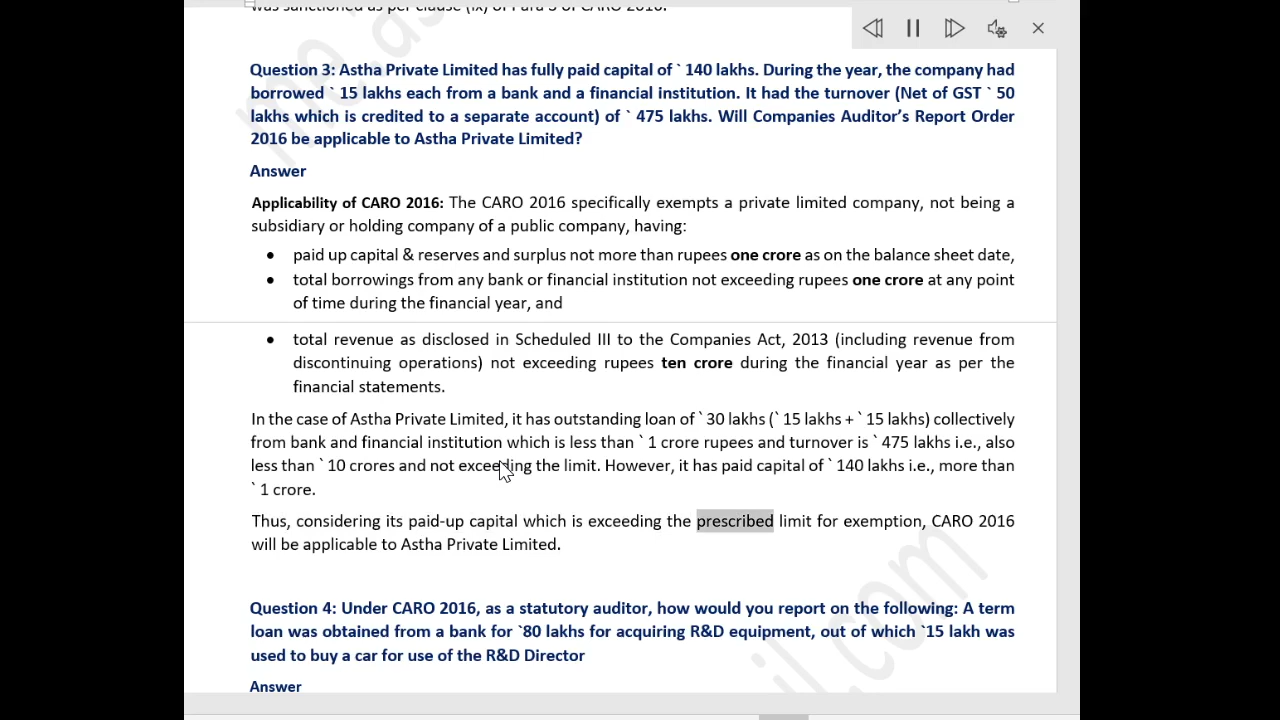 was sanctioned as per clause (ix) of Para 3 of CARO 2016.
Question 3: Astha Private Limited has fully paid capital of ` 140 lakhs. During the year, the company had
borrowed ` 15 lakhs each from a bank and a financial institution. It had the turnover (Net of GST ` 50
lakhs which is credited to a separate account) of ` 475 lakhs. Will Companies Auditor’s Report Order
2016 be applicable to Astha Private Limited?
Answer
Applicability of CARO 2016: The CARO 2016 specifically exempts a private limited company, not being a
subsidiary or holding company of a public company, having:
• paid up capital & reserves and surplus not more than rupees one crore as on the balance sheet date,
• total borrowings from any bank or financial institution not exceeding rupees one crore at any point
of time during the financial year, and
• total revenue as disclosed in Scheduled III to the Companies Act, 2013 (including revenue from
discontinuing operations) not exceeding rupees ten crore during the financial year as per the
financial statements.
In the case of Astha Private Limited, it has outstanding loan of ` 30 lakhs (` 15 lakhs + ` 15 lakhs) collectively
from bank and financial institution which is less than ` 1 crore rupees and turnover is ` 475 lakhs i.e., also
less than ` 10 crores and not exceeding the limit. However, it has paid capital of ` 140 lakhs i.e., more than
` 1 crore.
Thus, considering its paid-up capital which is exceeding the prescribed limit for exemption, CARO 2016
will be applicable to Astha Private Limited.
Question 4: Under CARO 2016, as a statutory auditor, how would you report on the following: A term
loan was obtained from a bank for `80 lakhs for acquiring R&D equipment, out of which `15 lakh was
used to buy a car for use of the R&D Director
Answer